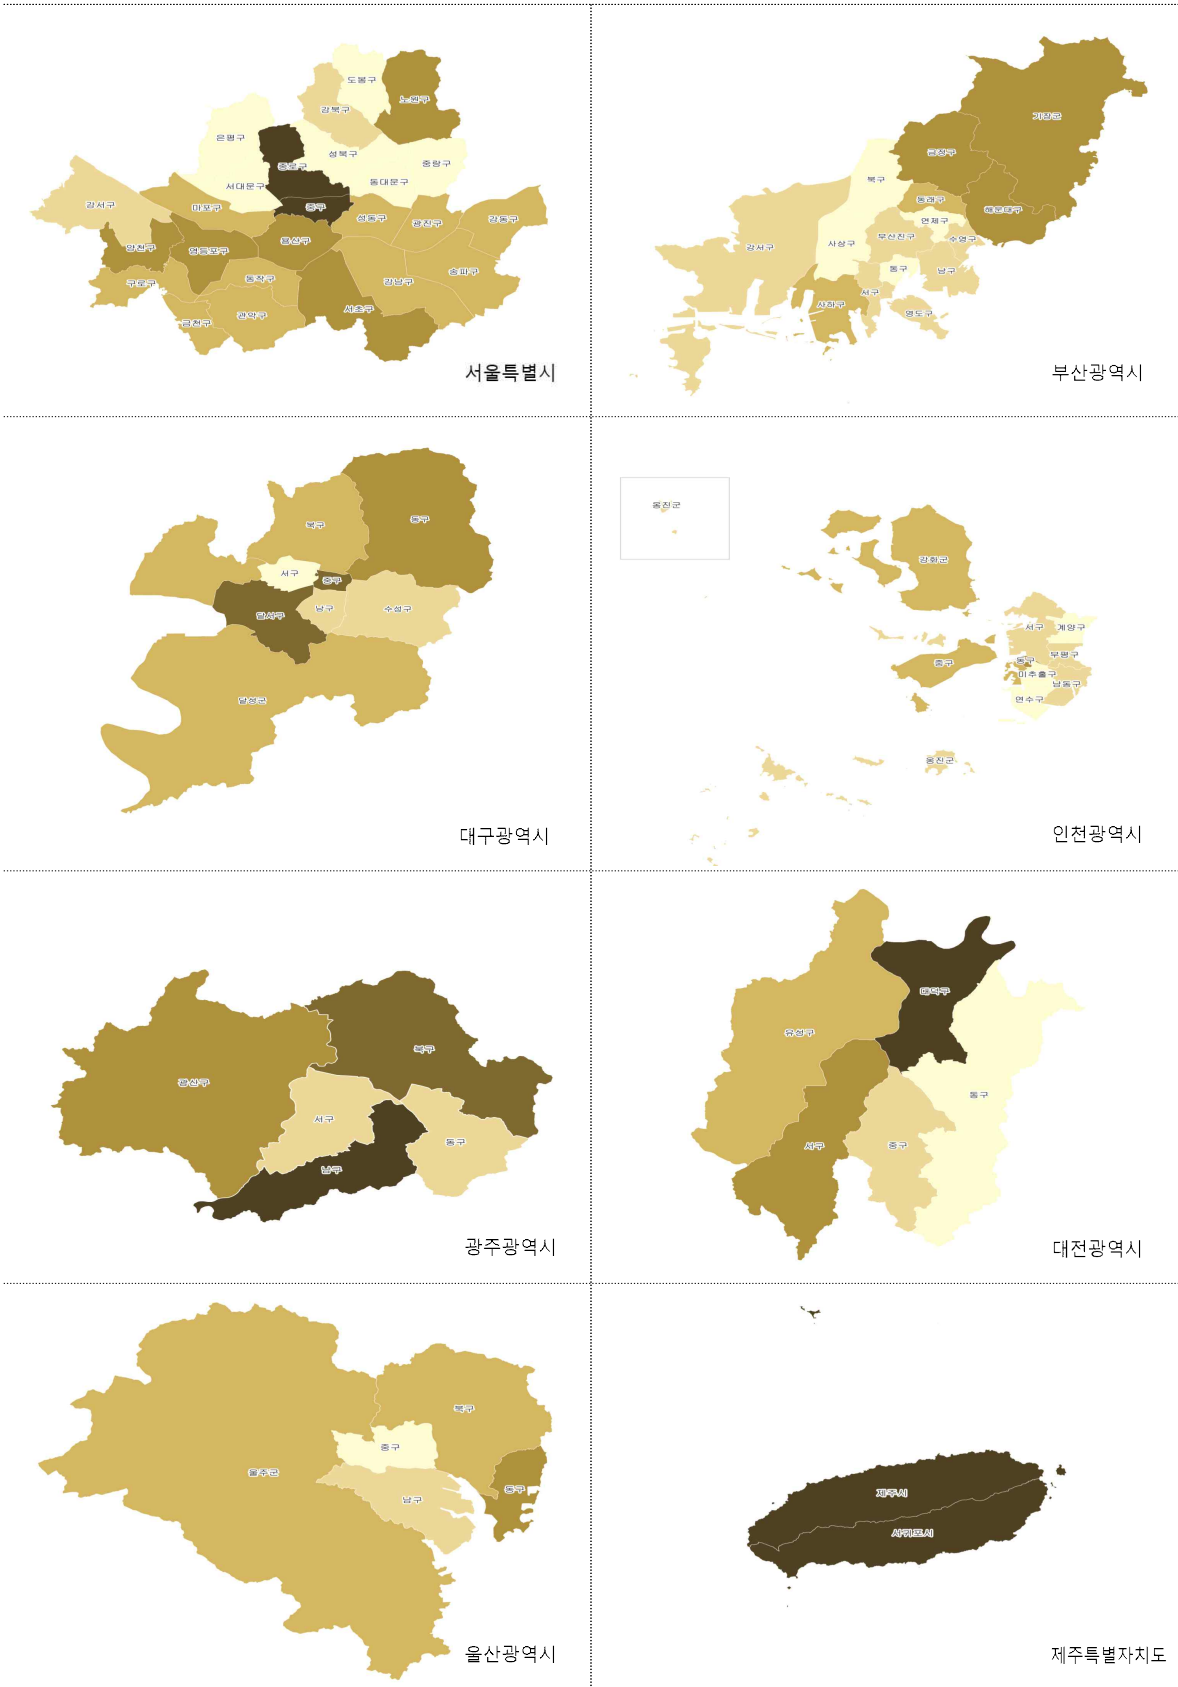 도봉구
노원구
강북구
은평구
성북구
중랑구
종로구
동대문구
서대문구
강서구
마포구
중구
성동구
광진구
강동구
양천구
영등포구
용산구
송파구
구로구
동작구
강남구
서초구
금천구
관악구
서울특별시
기장군
금정구
북구
동래구
해운대구
연제구
부산진구
수영구
강서구
사상구
동구
남구
서구
사하구
영도구
부산광역시
동구
북구
서구
중구
달서구
남구
수성구
달성군
대구광역시
옹진군
강화군
서구
계양구
부평구
중구
동구
미추홀구
남동구
연수구
옹진군
인천광역시
북구
광산구
서구
동구
남구
광주광역시
대덕구
유성구
동구
서구
중구
대전광역시
북구
중구
울주군
동구
남구
울산광역시
제주시
서귀포시
제주특별자치도